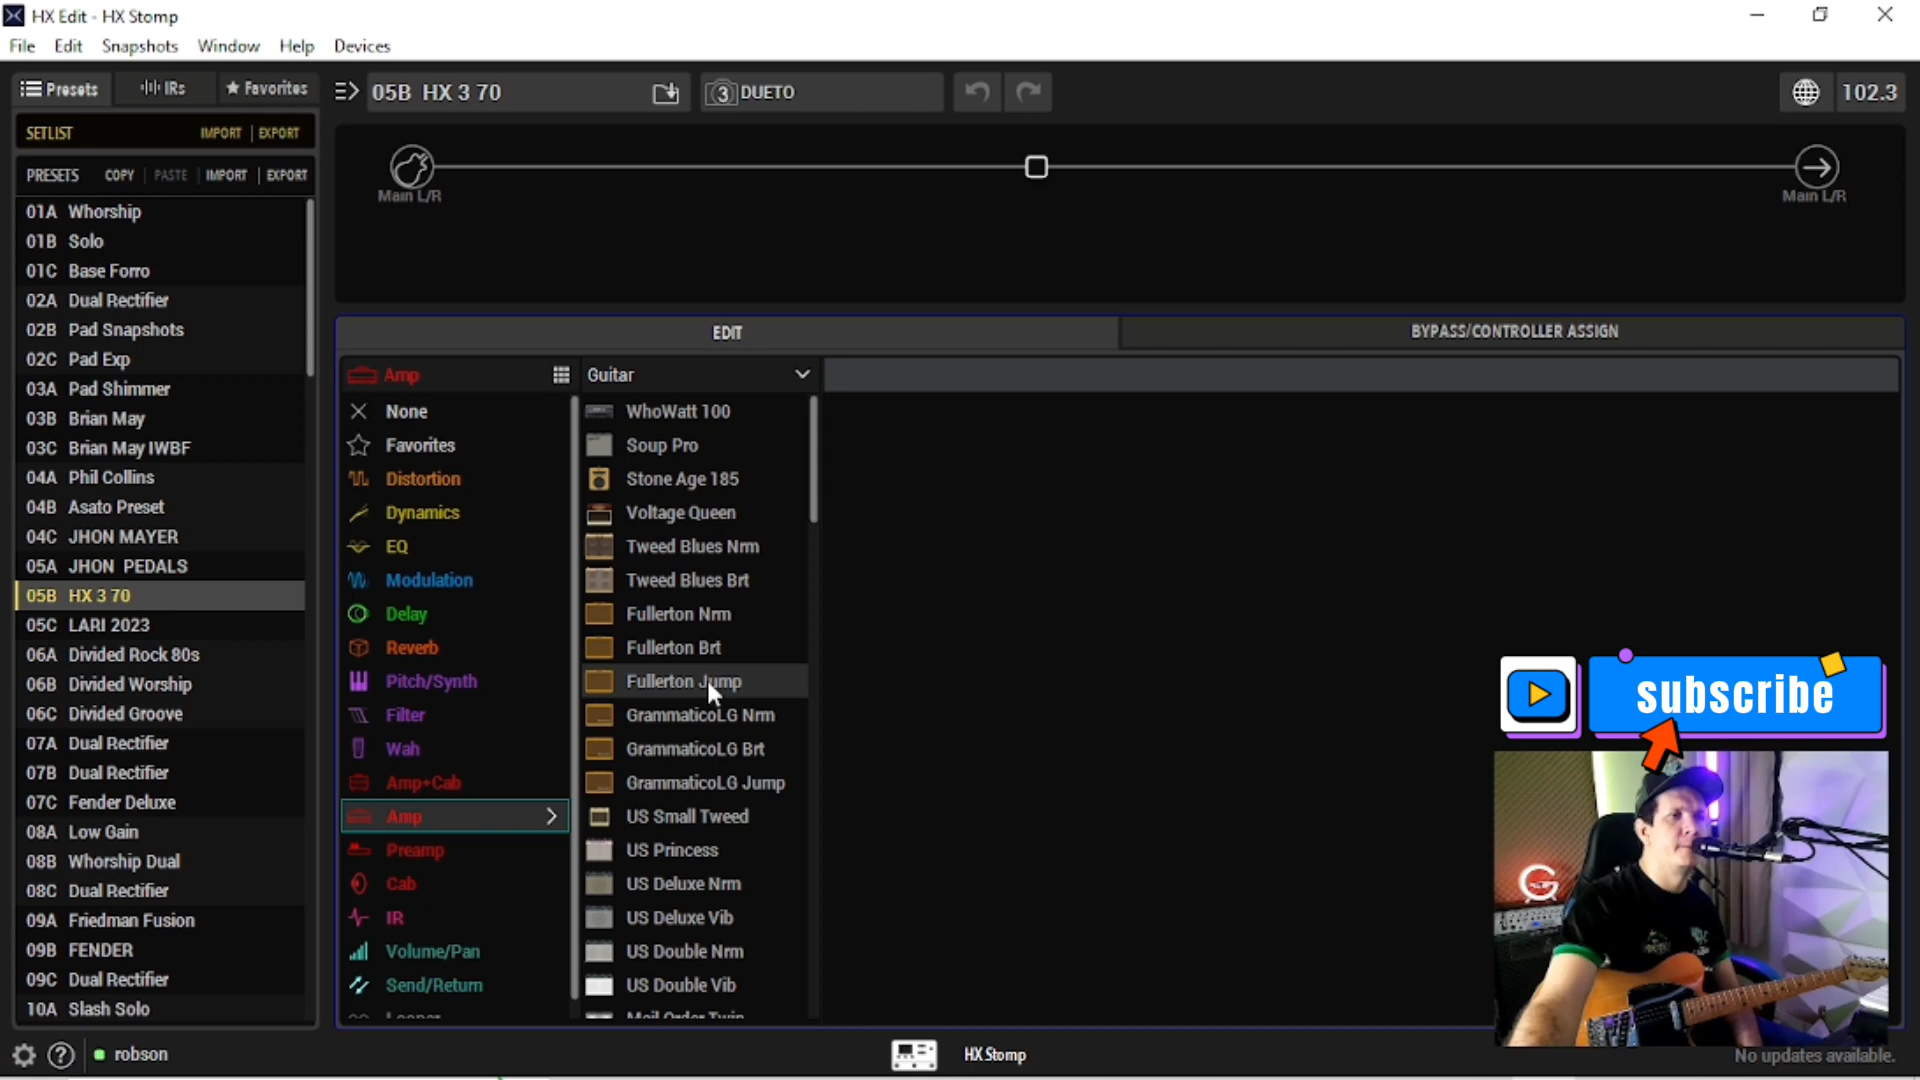 HX Edit - HX Stomp
File Edit Snapshots Window Help Devices
Presets IRs Favorites
05B HX 3 70
3 DUETO
102.3
SETLIST IMPORT EXPORT
PRESETS COPY PASTE IMPORT EXPORT
Main L/R
Main L/R
01A Whorship
01B Solo
01C Base Forro
02A Dual Rectifier
02B Pad Snapshots
02C Pad Exp
03A Pad Shimmer
03B Brian May
03C Brian May IWBF
04A Phil Collins
04B Asato Preset
04C JHON MAYER
05A JHON PEDALS
05B HX 3 70
05C LARI 2023
06A Divided Rock 80s
06B Divided Worship
06C Divided Groove
07A Dual Rectifier
07B Dual Rectifier
07C Fender Deluxe
08A Low Gain
08B Whorship Dual
08C Dual Rectifier
09A Friedman Fusion
09B FENDER
09C Dual Rectifier
10A Slash Solo
EDIT
BYPASS/CONTROLLER ASSIGN
Amp
None
Favorites
Distortion
Dynamics
EQ
Modulation
Delay
Reverb
Pitch/Synth
Filter
Wah
Amp+Cab
Amp
Preamp
Cab
IR
Volume/Pan
Send/Return
Looper
Guitar
WhoWatt 100
Soup Pro
Stone Age 185
Voltage Queen
Tweed Blues Nrm
Tweed Blues Brt
Fullerton Nrm
Fullerton Brt
Fullerton Jump
GrammaticoLG Nrm
GrammaticoLG Brt
GrammaticoLG Jump
US Small Tweed
US Princess
US Deluxe Nrm
US Deluxe Vib
US Double Nrm
US Double Vib
Mail Order Twin
subscribe
robson
HX Stomp
No updates available.